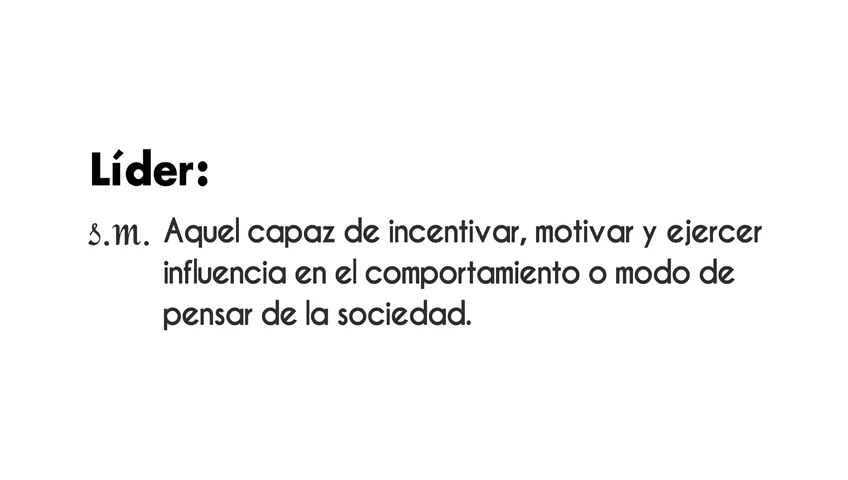 Líder:
s.m. Aquel capaz de incentivar, motivar y ejercer
influencia en el comportamiento o modo de
pensar de la sociedad.